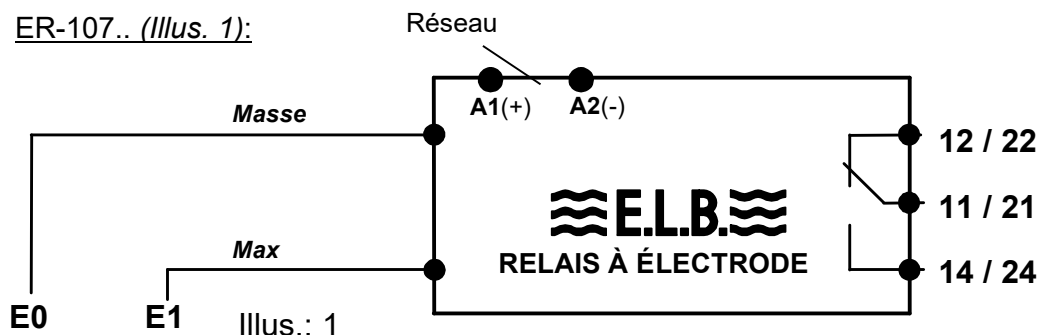 ER-107.. (Illus. 1):
Réseau
A1(+) A2(-)
Masse
12 / 22
E.L.B.
11 / 21
RELAIS À ÉLECTRODE
Max
14 / 24
E0 E1 Illus.: 1